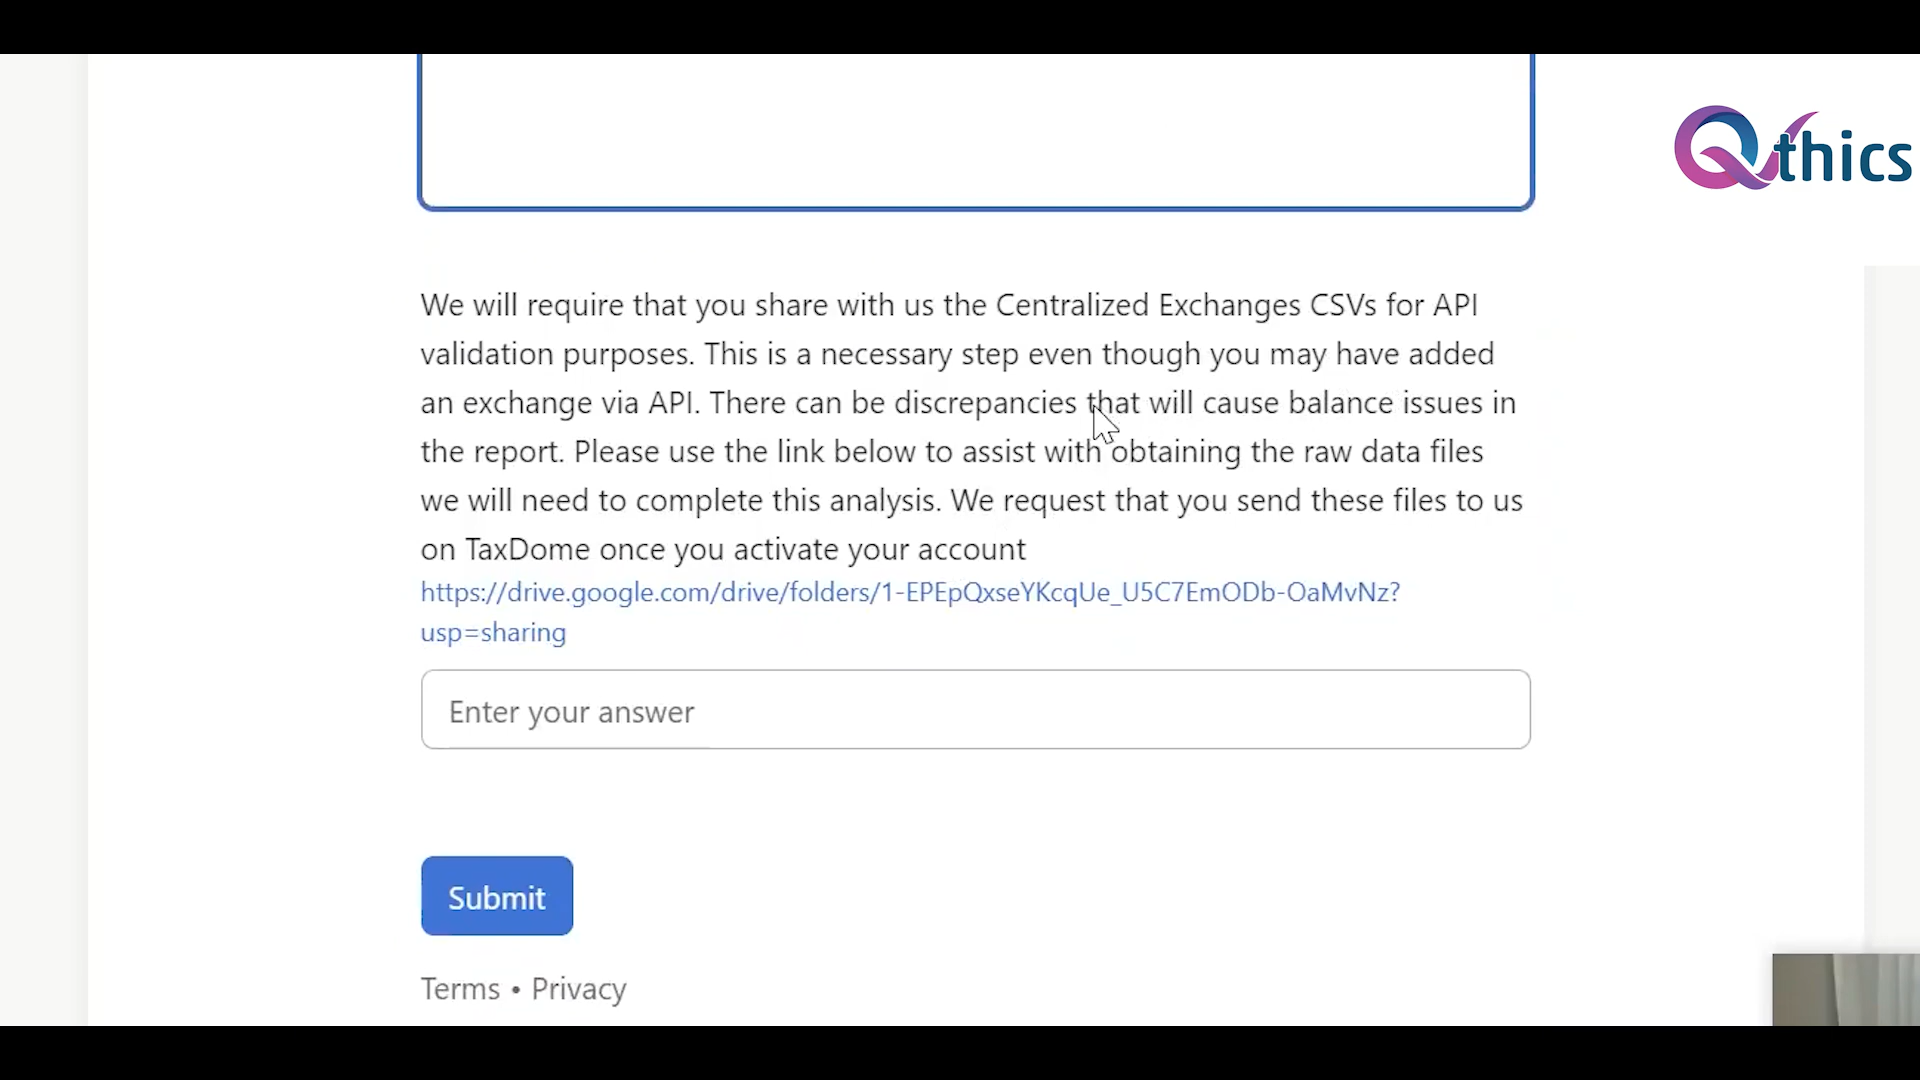 Qthics
We will require that you share with us the Centralized Exchanges CSVs for API
validation purposes. This is a necessary step even though you may have added
an exchange via API. There can be discrepancies that will cause balance issues in
the report. Please use the link below to assist with obtaining the raw data files
we will need to complete this analysis. We request that you send these files to us
on TaxDome once you activate your account
https://drive.google.com/drive/folders/1-EPEpQxseYKcqUe_U5C7EmODb-OaMvNz?
usp=sharing
Enter your answer
Submit
Terms • Privacy